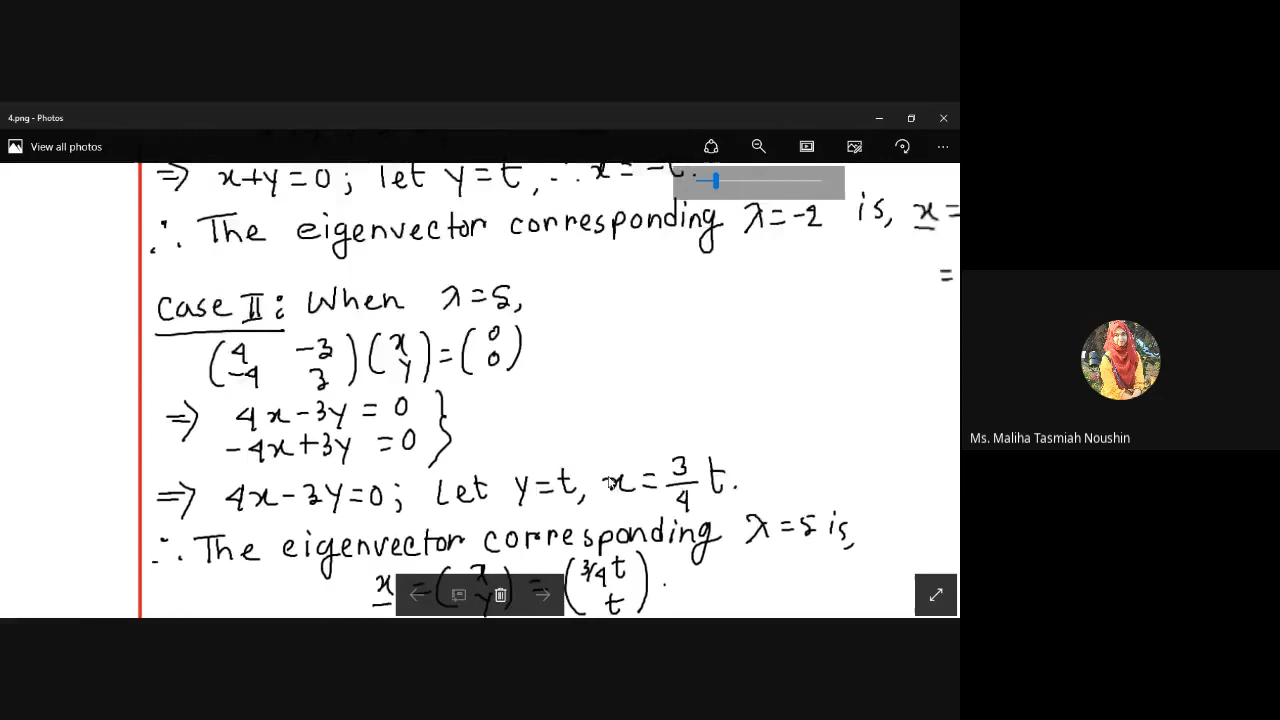 4.png - Photos
View all photos
⇒ x+y=0; let y=t, ∴ x=-t.
∴ The eigenvector corresponding λ=-2 is, x=
=
Case II: When λ=5,
(4 -3) (x) = (0)
(-4 3) (y) (0)
⇒ 4x-3y = 0 }
-4x+3y = 0
⇒ 4x-3y=0; Let y=t, x=3/4 t.
∴ The eigenvector corresponding λ=5 is,
x = (x) = (3/4t) .
(y) (t)
Ms. Maliha Tasmiah Noushin